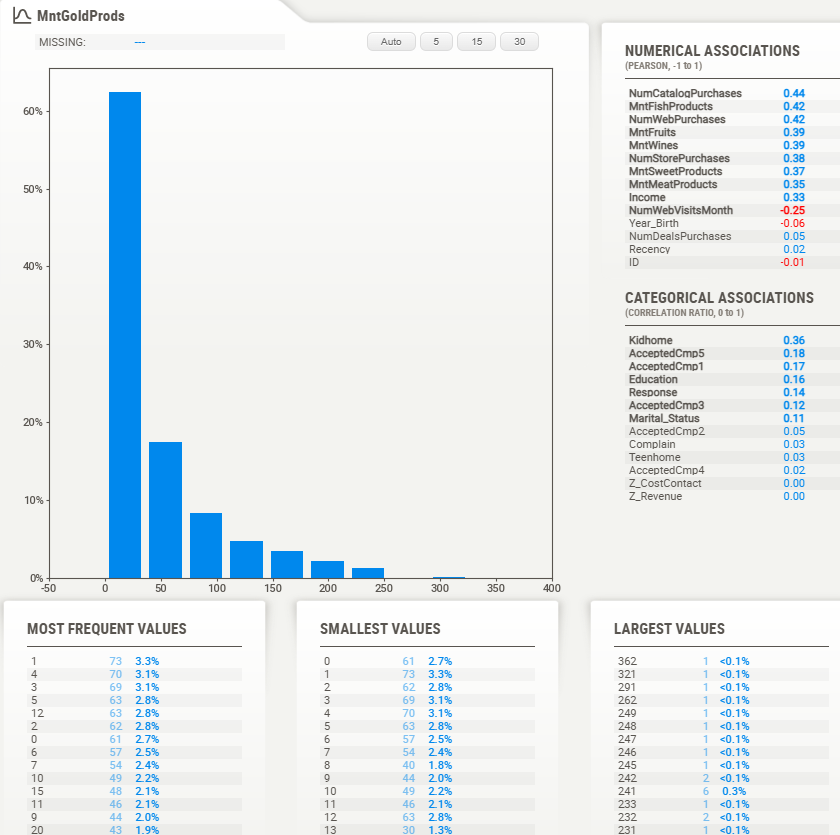 MntGoldProds
MISSING: ---
Auto 5 15 30
60%
50%
40%
30%
20%
10%
0%
-50 0 50 100 150 200 250 300 350 400
NUMERICAL ASSOCIATIONS
(PEARSON, -1 to 1)
NumCatalogPurchases 0.44
MntFishProducts 0.42
NumWebPurchases 0.42
MntFruits 0.39
MntWines 0.39
NumStorePurchases 0.38
MntSweetProducts 0.37
MntMeatProducts 0.35
Income 0.33
NumWebVisitsMonth -0.25
Year_Birth -0.06
NumDealsPurchases 0.05
Recency 0.02
ID -0.01
CATEGORICAL ASSOCIATIONS
(CORRELATION RATIO, 0 to 1)
Kidhome 0.36
AcceptedCmp5 0.18
AcceptedCmp1 0.17
Education 0.16
Response 0.14
AcceptedCmp3 0.12
Marital_Status 0.11
AcceptedCmp2 0.05
Complain 0.03
Teenhome 0.03
AcceptedCmp4 0.02
Z_CostContact 0.00
Z_Revenue 0.00
MOST FREQUENT VALUES
1 73 3.3%
4 70 3.1%
3 69 3.1%
5 63 2.8%
12 63 2.8%
2 62 2.8%
0 61 2.7%
6 57 2.5%
7 54 2.4%
10 49 2.2%
15 48 2.1%
11 46 2.1%
9 44 2.0%
20 43 1.9%
SMALLEST VALUES
0 61 2.7%
1 73 3.3%
2 62 2.8%
3 69 3.1%
4 70 3.1%
5 63 2.8%
6 57 2.5%
7 54 2.4%
8 40 1.8%
9 44 2.0%
10 49 2.2%
11 46 2.1%
12 63 2.8%
13 30 1.3%
LARGEST VALUES
362 1 <0.1%
321 1 <0.1%
291 1 <0.1%
262 1 <0.1%
249 1 <0.1%
248 1 <0.1%
247 1 <0.1%
246 1 <0.1%
245 1 <0.1%
242 2 <0.1%
241 6 0.3%
233 1 <0.1%
232 2 <0.1%
231 1 <0.1%